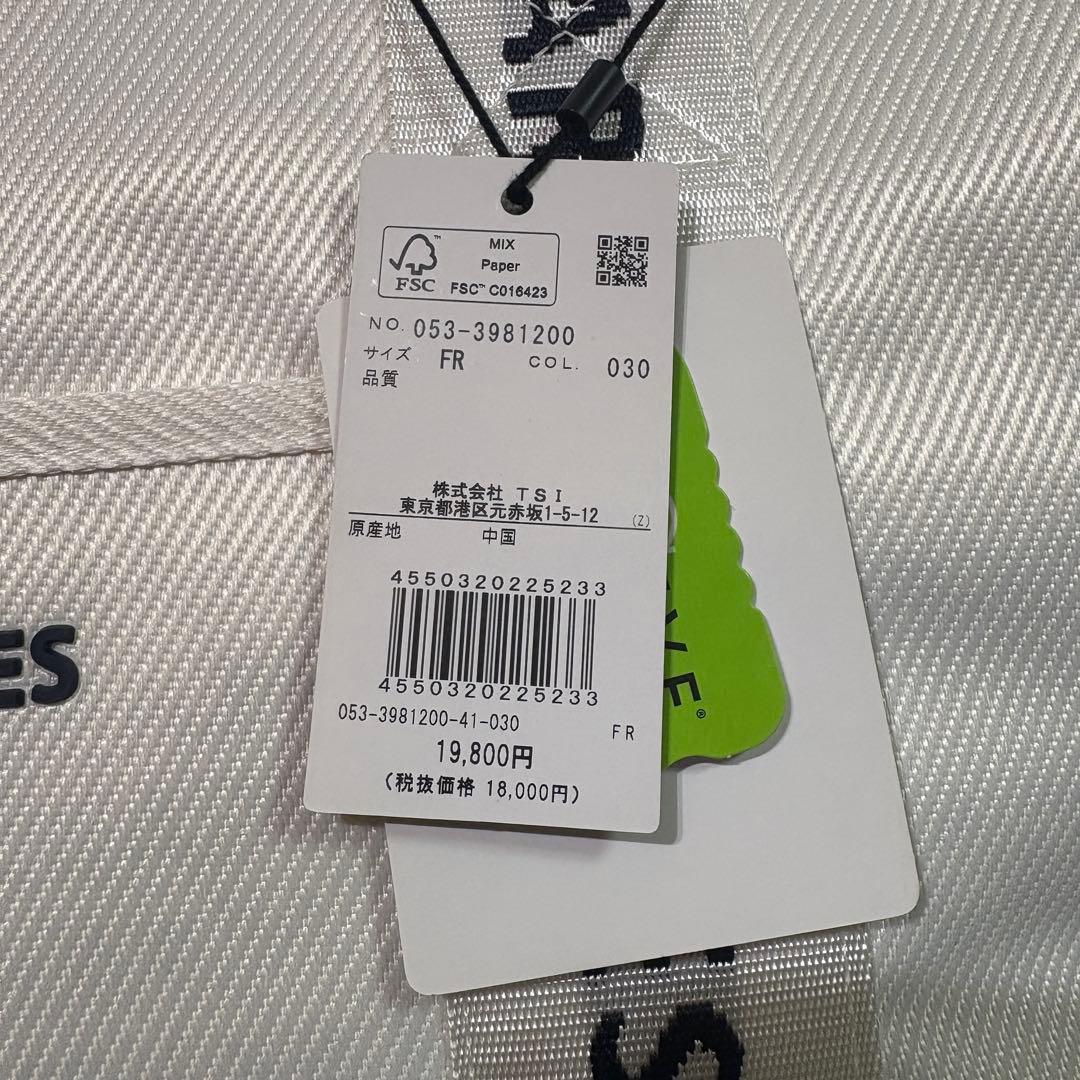 MIX
Paper
FSC™ C016423
FSC
NO. 053-3981200
サイズ FR COL. 030
品質
株式会社 TSI
東京都港区元赤坂1-5-12 (Z)
原産地 中国
4550320225233
4550320225233
053-3981200-41-030 FR
19,800円
(税抜価格 18,000円)
ES
S